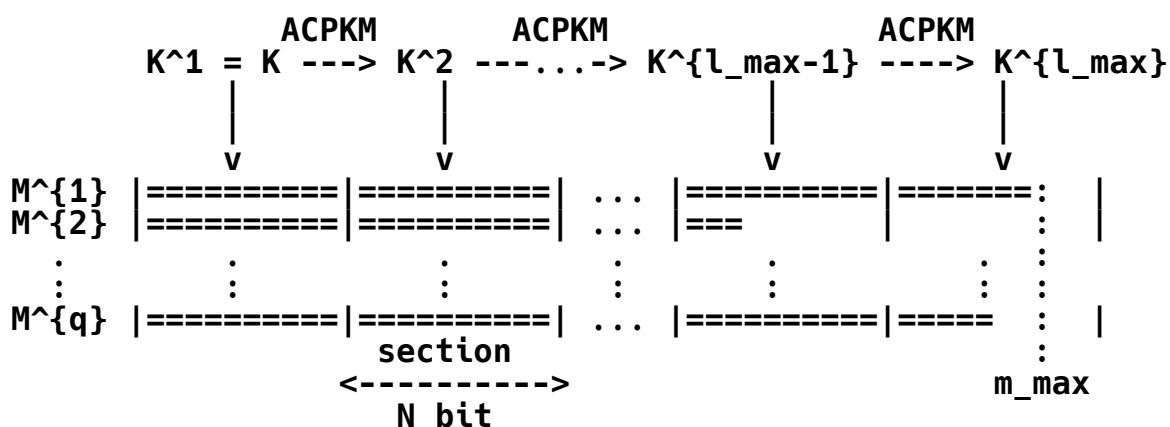 ACPKM ACPKM ACPKM
K^1 = K ---> K^2 ---...-> K^{l_max-1} ----> K^{l_max}
| | | |
| | | |
v v v v
M^{1} |==========|==========| ... |==========|=======: |
M^{2} |==========|==========| ... |=== | : |
: : : : : : :
: : : : : : :
M^{q} |==========|==========| ... |==========|===== : |
section :
<----------> m_max
N bit